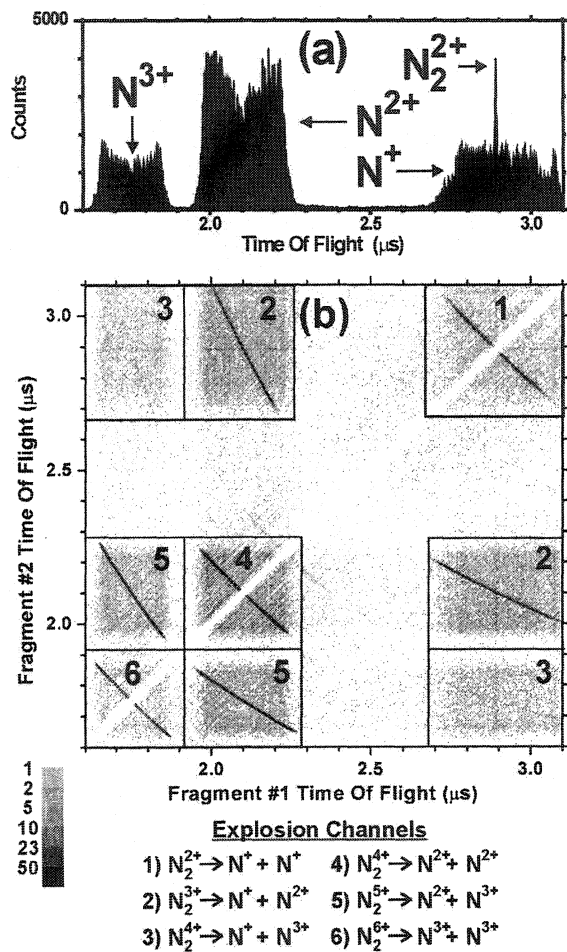 5000
(a)
N₂²⁺
N³⁺
Counts
N²⁺
N⁺
0
2.0 2.5 3.0
Time Of Flight (µs)
3 2 (b) 1
3.0
Fragment #2 Time Of Flight (µs)
2.5
5 4 2
2.0
6 5 3
2.0 2.5 3.0
Fragment #1 Time Of Flight (µs)
1
2
5
10
23
50
Explosion Channels
1) N₂²⁺→N⁺ + N⁺ 4) N₂⁴⁺→N²⁺+ N²⁺
2) N₂³⁺→N⁺ + N²⁺ 5) N₂⁵⁺→N²⁺+ N³⁺
3) N₂⁴⁺→N⁺ + N³⁺ 6) N₂⁶⁺→N³⁺+ N³⁺